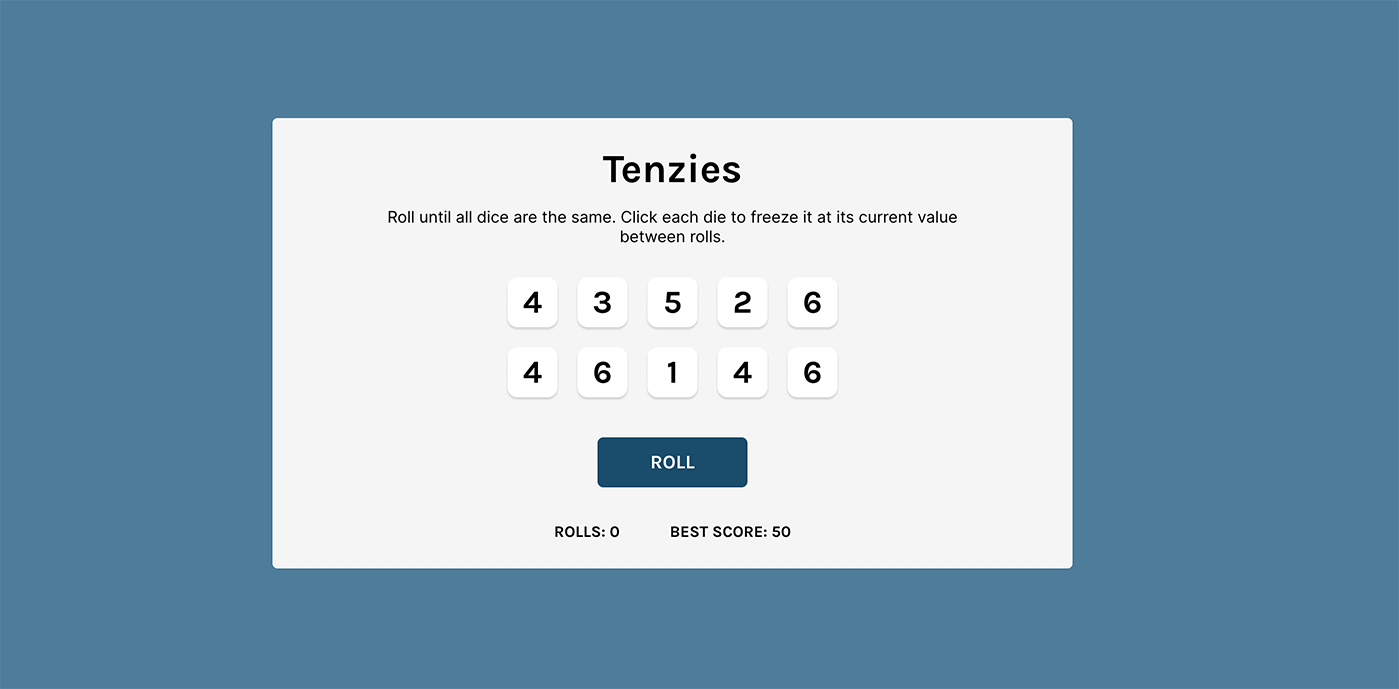 Tenzies
Roll until all dice are the same. Click each die to freeze it at its current value
between rolls.
4 3 5 2 6
4 6 1 4 6
ROLL
ROLLS: 0 BEST SCORE: 50